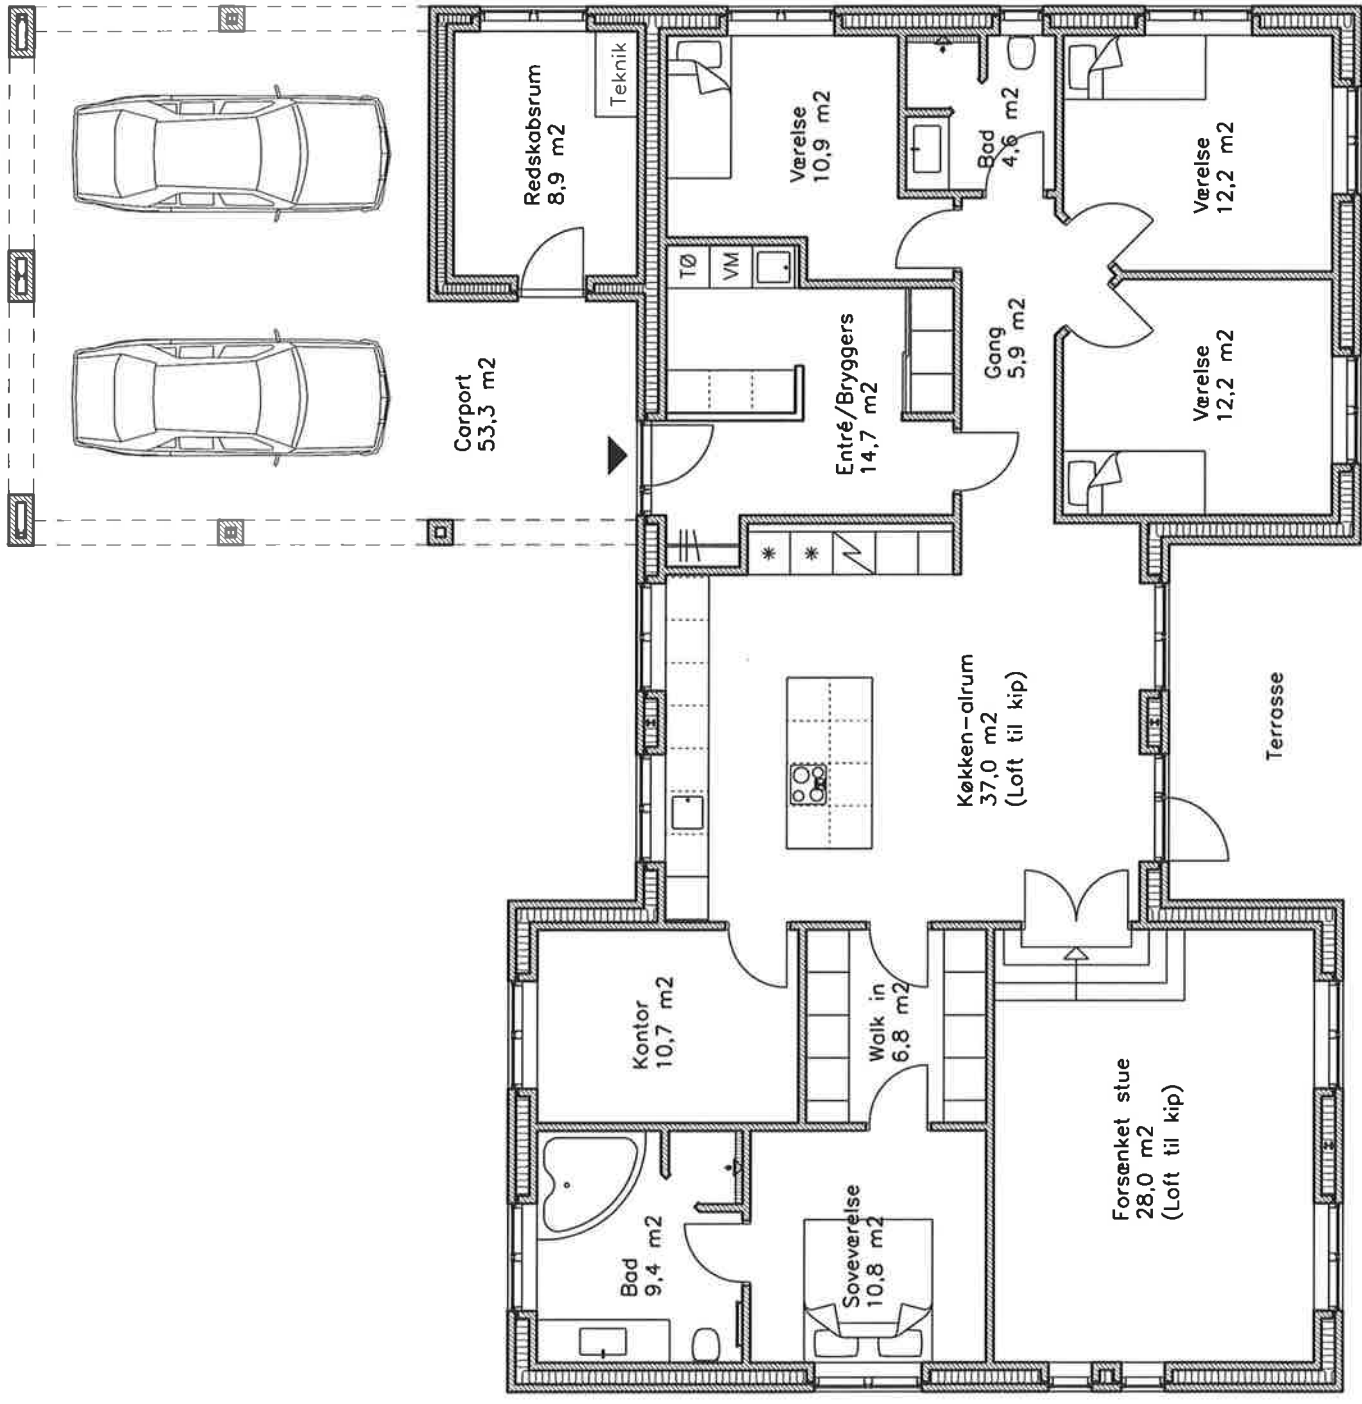 Teknik
Redskabsrum
8,9 m2
Værelse
10,9 m2
Bad
4,6 m2
Værelse
12,2 m2
TØ
VM
Carport
53,3 m2
Entré/Bryggers
14,7 m2
Gang
5,9 m2
Værelse
12,2 m2
Køkken-alrum
37,0 m2
(Loft til kip)
Terrasse
Kontor
10,7 m2
Walk in
6,8 m2
Forsænket stue
28,0 m2
(Loft til kip)
Bad
9,4 m2
Soveværelse
10,8 m2